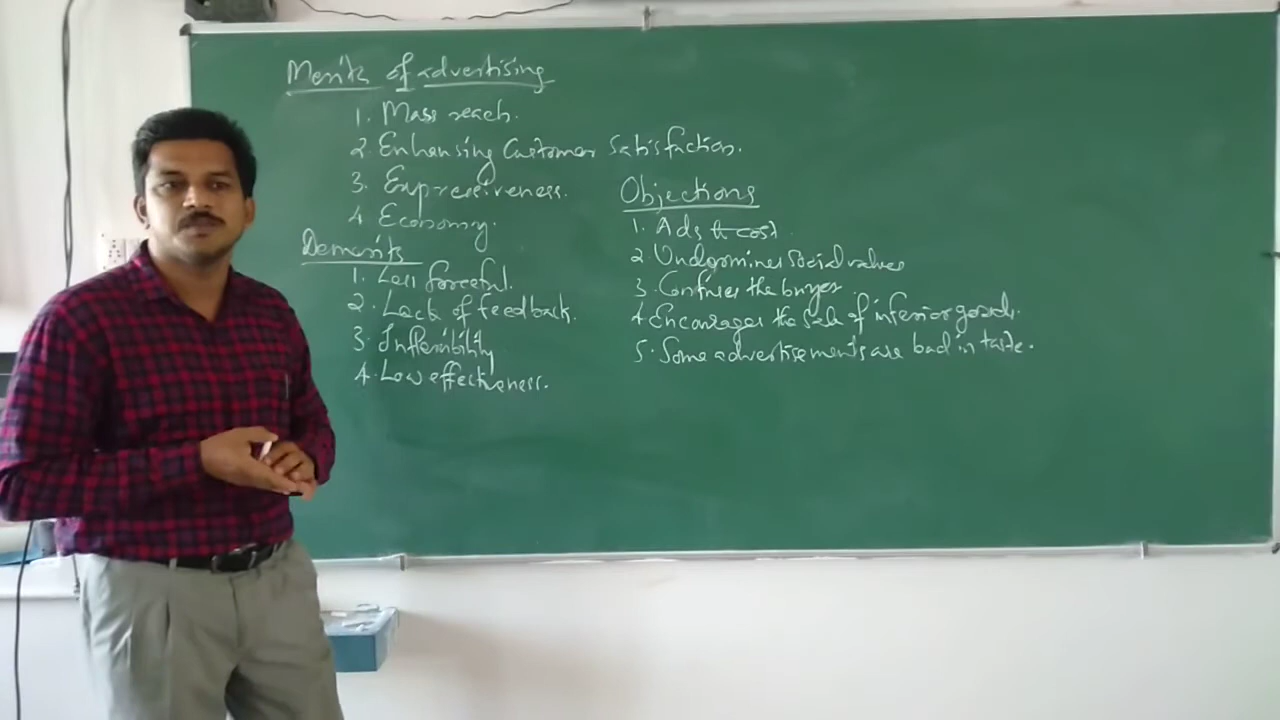 Merits of advertising
1. Mass reach.
2. Enhansing Customer Satisfaction.
3. Expressiveness.
4. Economy.
Demerits
1. Less forceful.
2. Lack of feedback.
3. Inflexibility
4. Low effectiveness.
Objections
1. Adds to cost.
2 Undermines Social values
3. Confuses the buyer.
4 Encourages the Sale of inferior goods.
5. Some advertisements are bad in taste.